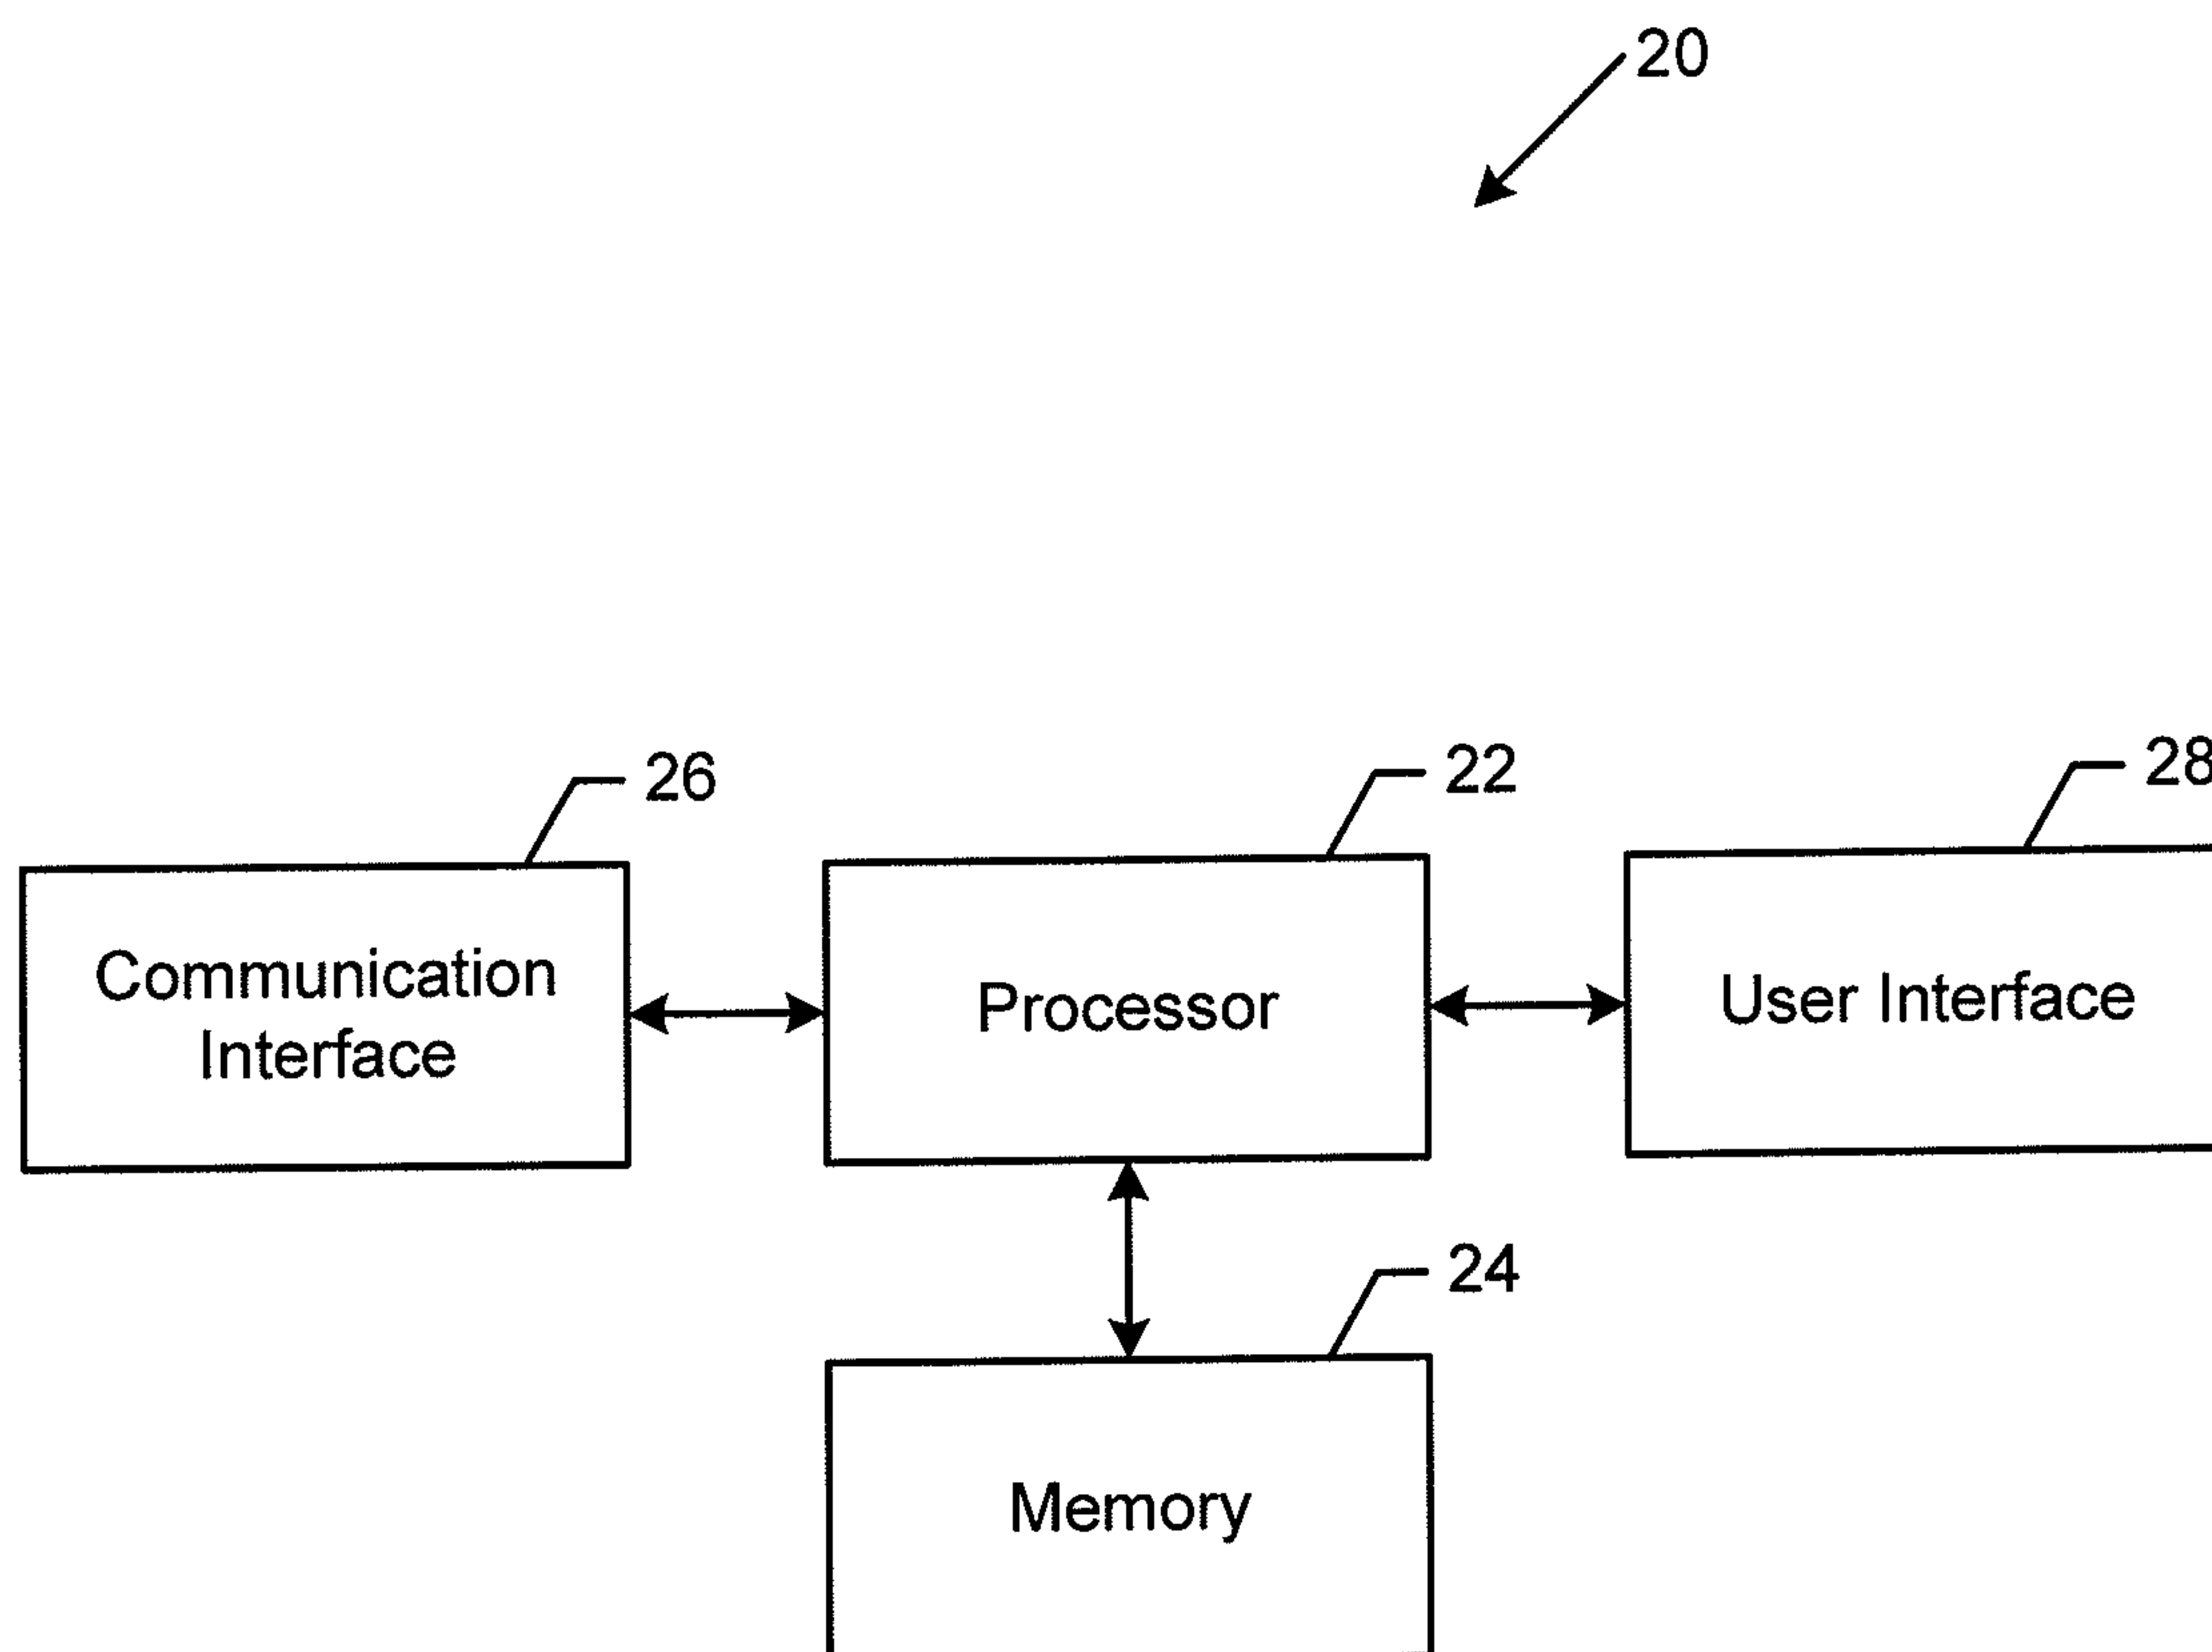 20
26
22
28
Communication
Interface
Processor
User Interface
24
Memory